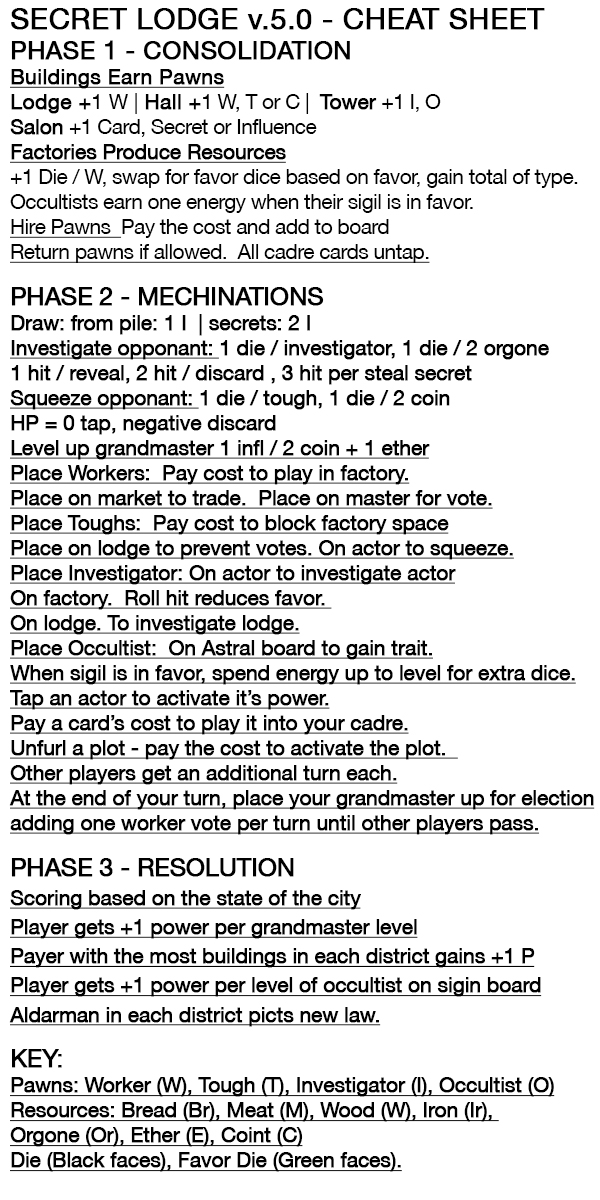 SECRET LODGE v.5.0 - CHEAT SHEET
PHASE 1 - CONSOLIDATION
Buildings Earn Pawns
Lodge +1 W | Hall +1 W, T or C | Tower +1 I, O
Salon +1 Card, Secret or Influence
Factories Produce Resources
+1 Die / W, swap for favor dice based on favor, gain total of type.
Occultists earn one energy when their sigil is in favor.
Hire Pawns  Pay the cost and add to board
Return pawns if allowed.  All cadre cards untap.
PHASE 2 - MECHINATIONS
Draw: from pile: 1 I  | secrets: 2 I
Investigate opponant: 1 die / investigator, 1 die / 2 orgone
1 hit / reveal, 2 hit / discard , 3 hit per steal secret
Squeeze opponant: 1 die / tough, 1 die / 2 coin
HP = 0 tap, negative discard
Level up grandmaster 1 infl / 2 coin + 1 ether
Place Workers:  Pay cost to play in factory.
Place on market to trade.  Place on master for vote.
Place Toughs:  Pay cost to block factory space
Place on lodge to prevent votes. On actor to squeeze.
Place Investigator: On actor to investigate actor
On factory.  Roll hit reduces favor.
On lodge. To investigate lodge.
Place Occultist:  On Astral board to gain trait.
When sigil is in favor, spend energy up to level for extra dice.
Tap an actor to activate it's power.
Pay a card's cost to play it into your cadre.
Unfurl a plot - pay the cost to activate the plot.
Other players get an additional turn each.
At the end of your turn, place your grandmaster up for election
adding one worker vote per turn until other players pass.
PHASE 3 - RESOLUTION
Scoring based on the state of the city
Player gets +1 power per grandmaster level
Payer with the most buildings in each district gains +1 P
Player gets +1 power per level of occultist on sigin board
Aldarman in each district picts new law.
KEY:
Pawns: Worker (W), Tough (T), Investigator (I), Occultist (O)
Resources: Bread (Br), Meat (M), Wood (W), Iron (Ir),
Orgone (Or), Ether (E), Coint (C)
Die (Black faces), Favor Die (Green faces).